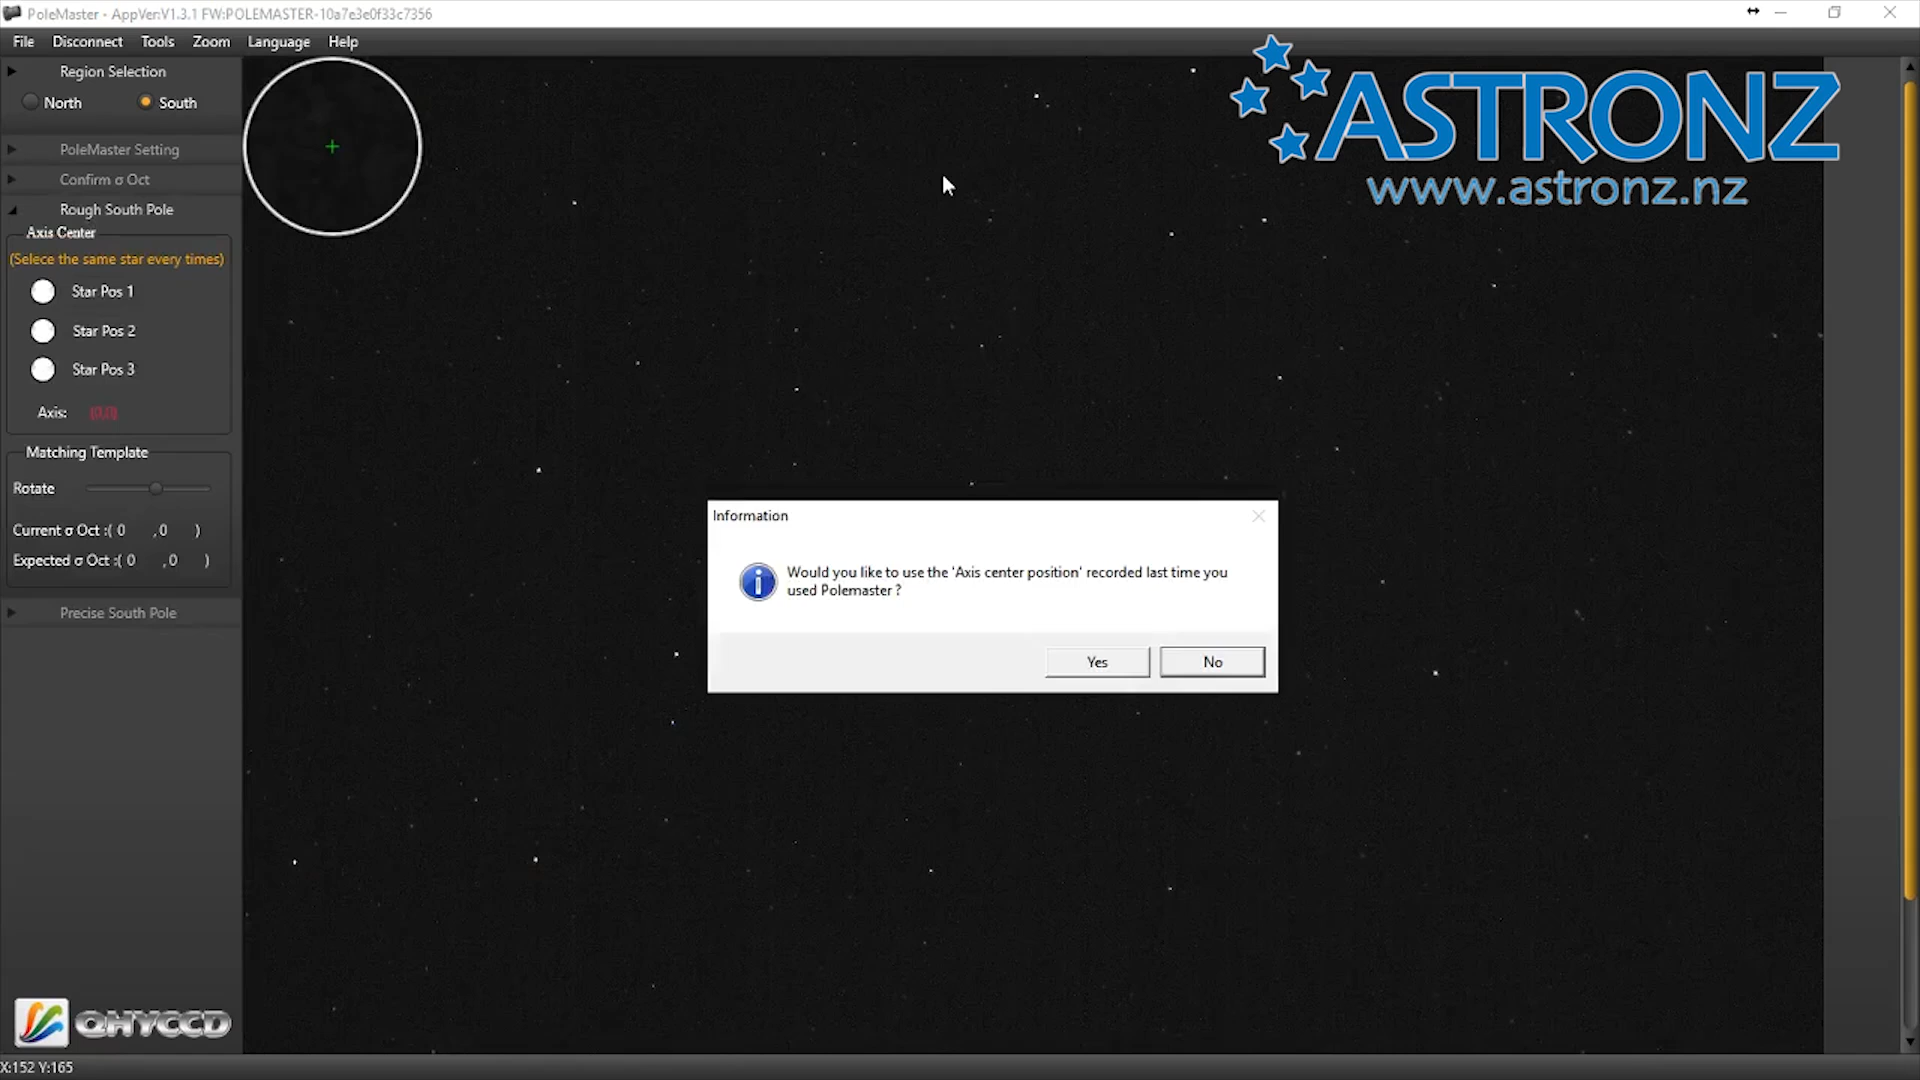 PoleMaster - AppVer:V1.3.1 FW:POLEMASTER-10a7e3e0f33c7356
File Disconnect Tools Zoom Language Help
Region Selection
North South
PoleMaster Setting
Confirm σ Oct
Rough South Pole
Axis Center
(Selece the same star every times)
Star Pos 1
Star Pos 2
Star Pos 3
Axis: (0,0)
Matching Template
Rotate
Current σ Oct :( 0 ,0 )
Expected σ Oct :( 0 ,0 )
Precise South Pole
ASTRONZ
www.astronz.nz
Information
Would you like to use the 'Axis center position' recorded last time you
used Polemaster ?
Yes No
QHYCCD
X:152 Y:165